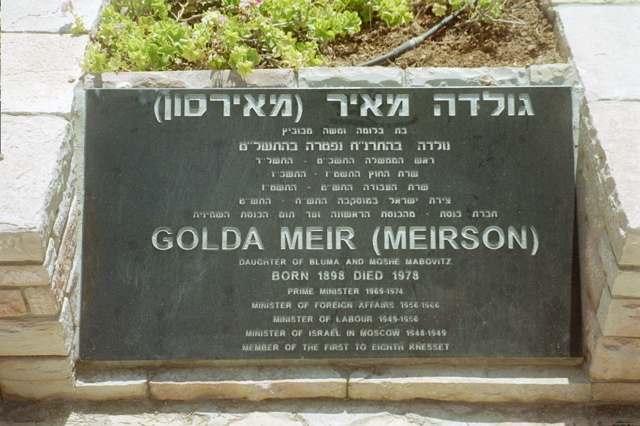 גולדה מאיר (מאירסון)
בת בלומה ומשה מבוביץ
נולדה בהתרנ"ח נפטרה בהתשל"ט
ראש הממשלה התשכ"ט - התשל"ד
שרת החוץ התשט"ז - התשכ"ו
שרת העבודה התש"ט - התשט"ז
צירת ישראל במוסקבה התש"ח - התש"ט
חברת כנסת - מהכנסת הראשונה ועד תום הכנסת השמינית
GOLDA MEIR (MEIRSON)
DAUGHTER OF BLUMA AND MOSHE MABOVITZ
BORN 1898 DIED 1978
PRIME MINISTER 1969-1974
MINISTER OF FOREIGN AFFAIRS 1956-1966
MINISTER OF LABOUR 1949-1956
MINISTER OF ISRAEL IN MOSCOW 1948-1949
MEMBER OF THE FIRST TO EIGHTH KNESSET